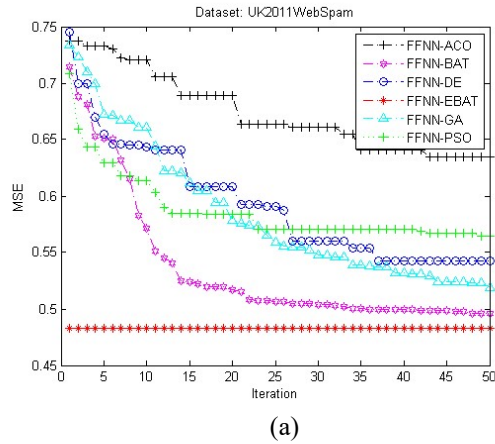 Dataset: UK2011WebSpam
0.75
0.7
0.65
0.6
0.55
0.5
0.45
MSE
FFNN-ACO
FFNN-BAT
FFNN-DE
FFNN-EBAT
FFNN-GA
FFNN-PSO
0 5 10 15 20 25 30 35 40 45 50
Iteration
(a)